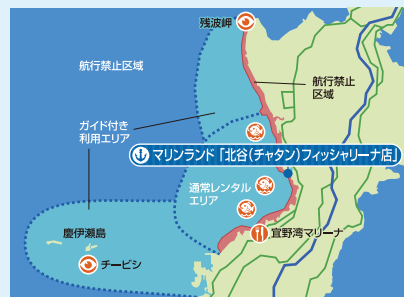 残波岬
航行禁止区域
航行禁止
区域
ガイド付き
利用エリア
マリンランド「北谷(チャタン)フィッシャリーナ店」
通常レンタル
エリア
慶伊瀬島
宜野湾マリーナ
チービシ